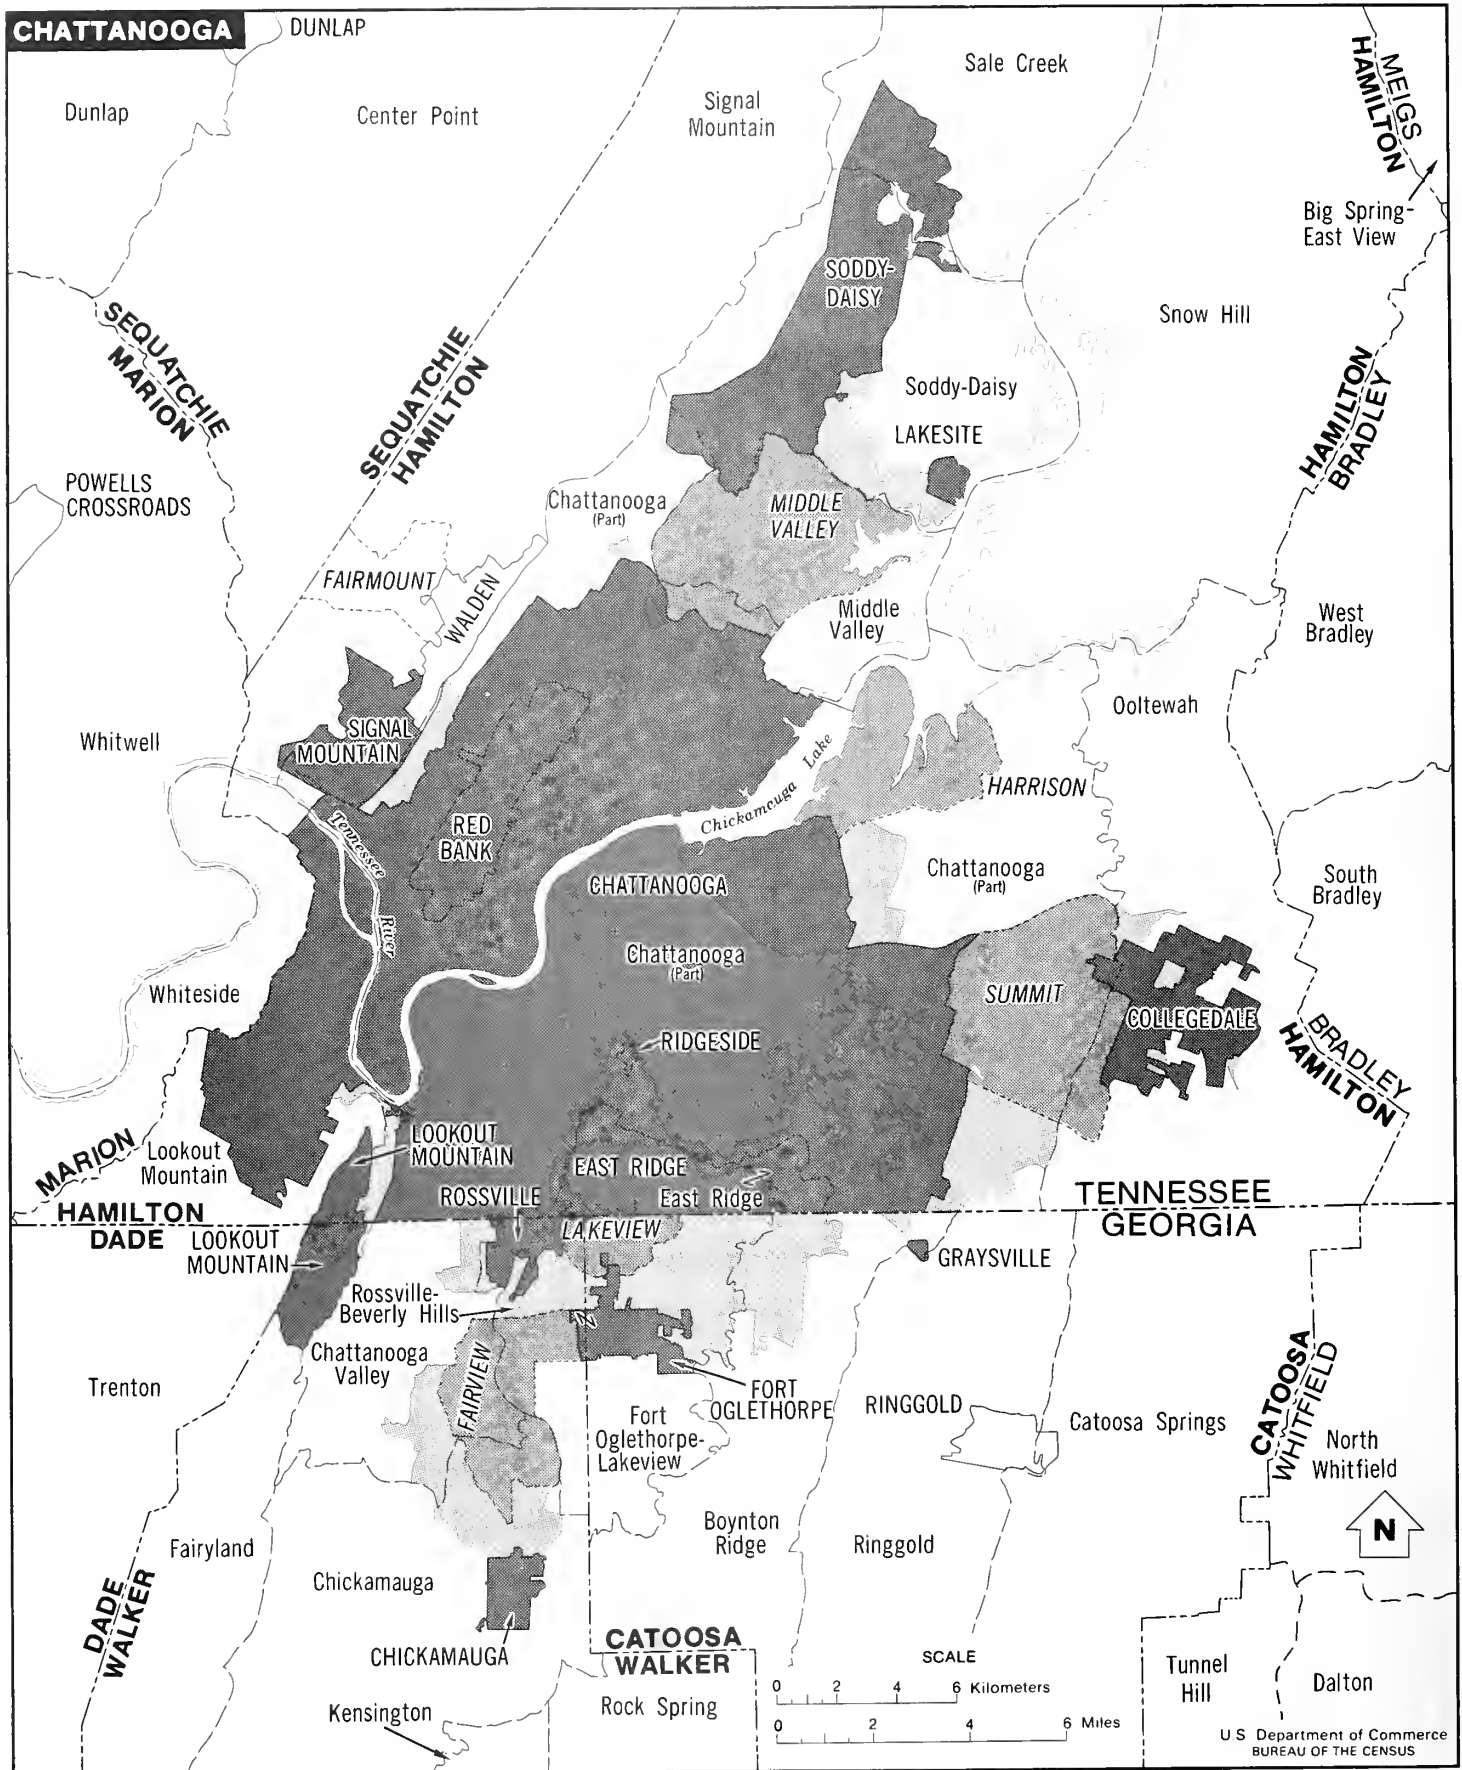 CHATTANOOGA
DUNLAP
Sale Creek
MEIGS
HAMILTON
Dunlap
Center Point
Signal
Mountain
Big Spring-
East View
SODDY-
DAISY
SEQUATCHIE
MARION
SEQUATCHIE
HAMILTON
Snow Hill
HAMILTON
BRADLEY
Soddy-Daisy
LAKESITE
POWELLS
CROSSROADS
Chattanooga
(Part)
MIDDLE
VALLEY
FAIRMOUNT
WALDEN
Middle
Valley
West
Bradley
Ooltewah
Whitwell
SIGNAL
MOUNTAIN
Chickamauga Lake
HARRISON
Tennessee River
RED
BANK
CHATTANOOGA
Chattanooga
(Part)
South
Bradley
Chattanooga
(Part)
Whiteside
SUMMIT
COLLEGEDALE
RIDGESIDE
BRADLEY
HAMILTON
MARION
Lookout
Mountain
LOOKOUT
MOUNTAIN
EAST RIDGE
East Ridge
ROSSVILLE
TENNESSEE
GEORGIA
HAMILTON
DADE
LAKEVIEW
LOOKOUT
MOUNTAIN
GRAYSVILLE
Rossville-
Beverly Hills
Chattanooga
Valley
FAIRVIEW
Trenton
FORT
OGLETHORPE
RINGGOLD
Catoosa Springs
CATOOSA
WHITFIELD
Fort
Oglethorpe-
Lakeview
North
Whitfield
Boynton
Ridge
Ringgold
N
Fairyland
Chickamauga
DADE
WALKER
CHICKAMAUGA
CATOOSA
WALKER
Kensington
Rock Spring
SCALE
0 2 4 6 Kilometers
0 2 4 6 Miles
Tunnel
Hill
Dalton
U.S. Department of Commerce
BUREAU OF THE CENSUS